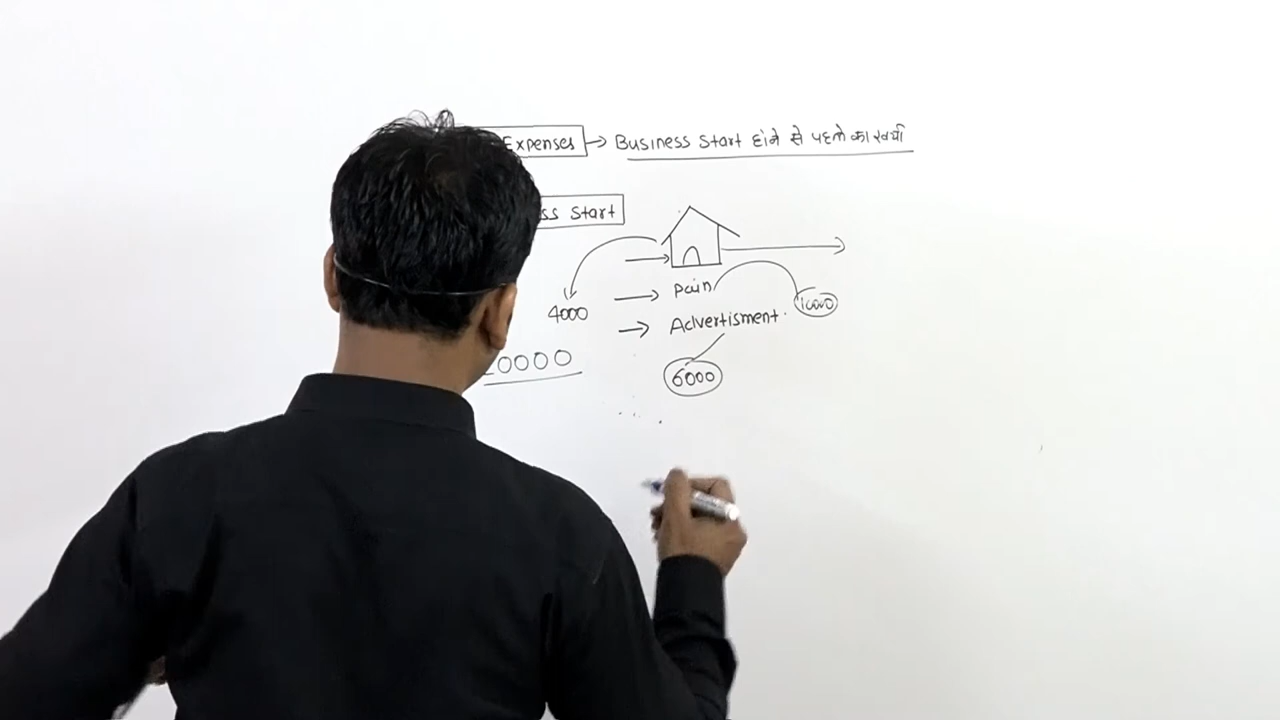 Expenses → Business Start होने से पहले का खर्चा
ss Start
4000 → Pain 1000
→ Advertisment
0000 6000